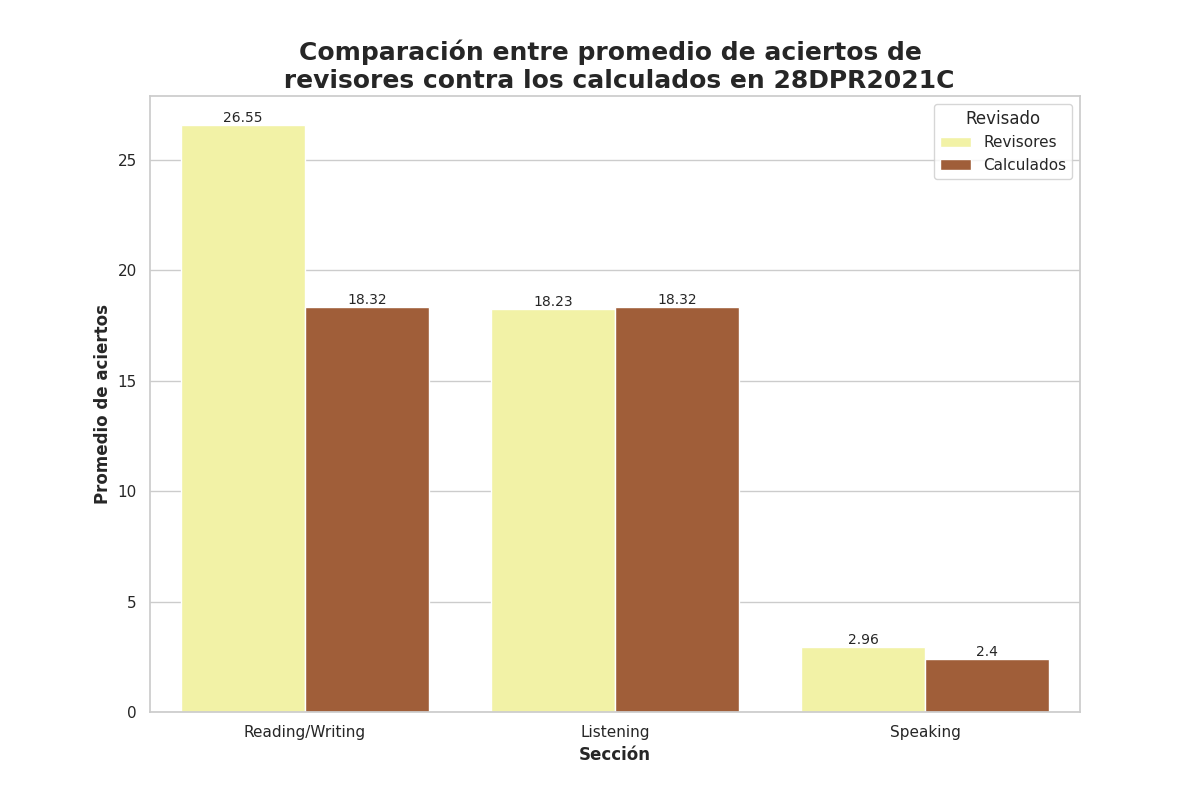 Comparación entre promedio de aciertos de
revisores contra los calculados en 28DPR2021C
Revisado
Revisores
Calculados
26.55
18.32
18.23
18.32
2.96
2.4
25
20
15
10
5
0
Promedio de aciertos
Reading/Writing
Listening
Speaking
Sección